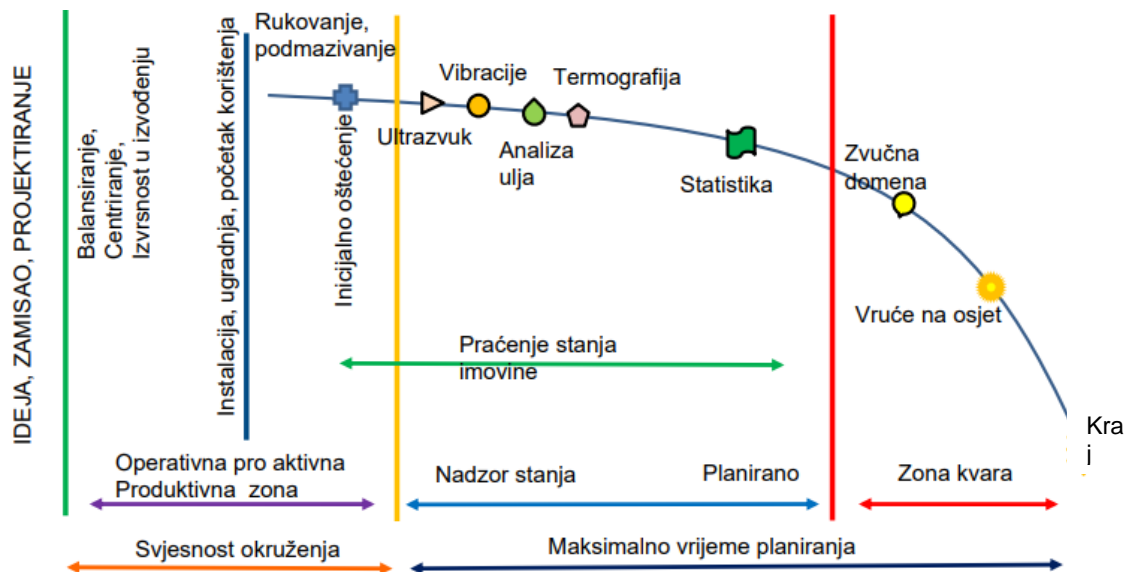 IDEJA, ZAMISAO, PROJEKTIRANJE
Balansiranje,
Centriranje,
Izvrsnost u izvođenju
Instalacija, ugradnja, početak korištenja
Rukovanje,
podmazivanje
Inicijalno oštećenje
Ultrazvuk
Vibracije
Analiza
ulja
Termografija
Statistika
Zvučna
domena
Vruće na osjet
Praćenje stanja
imovine
Kra
j
Operativna pro aktivna
Produktivna zona
Nadzor stanja
Planirano
Zona kvara
Svjesnost okruženja
Maksimalno vrijeme planiranja